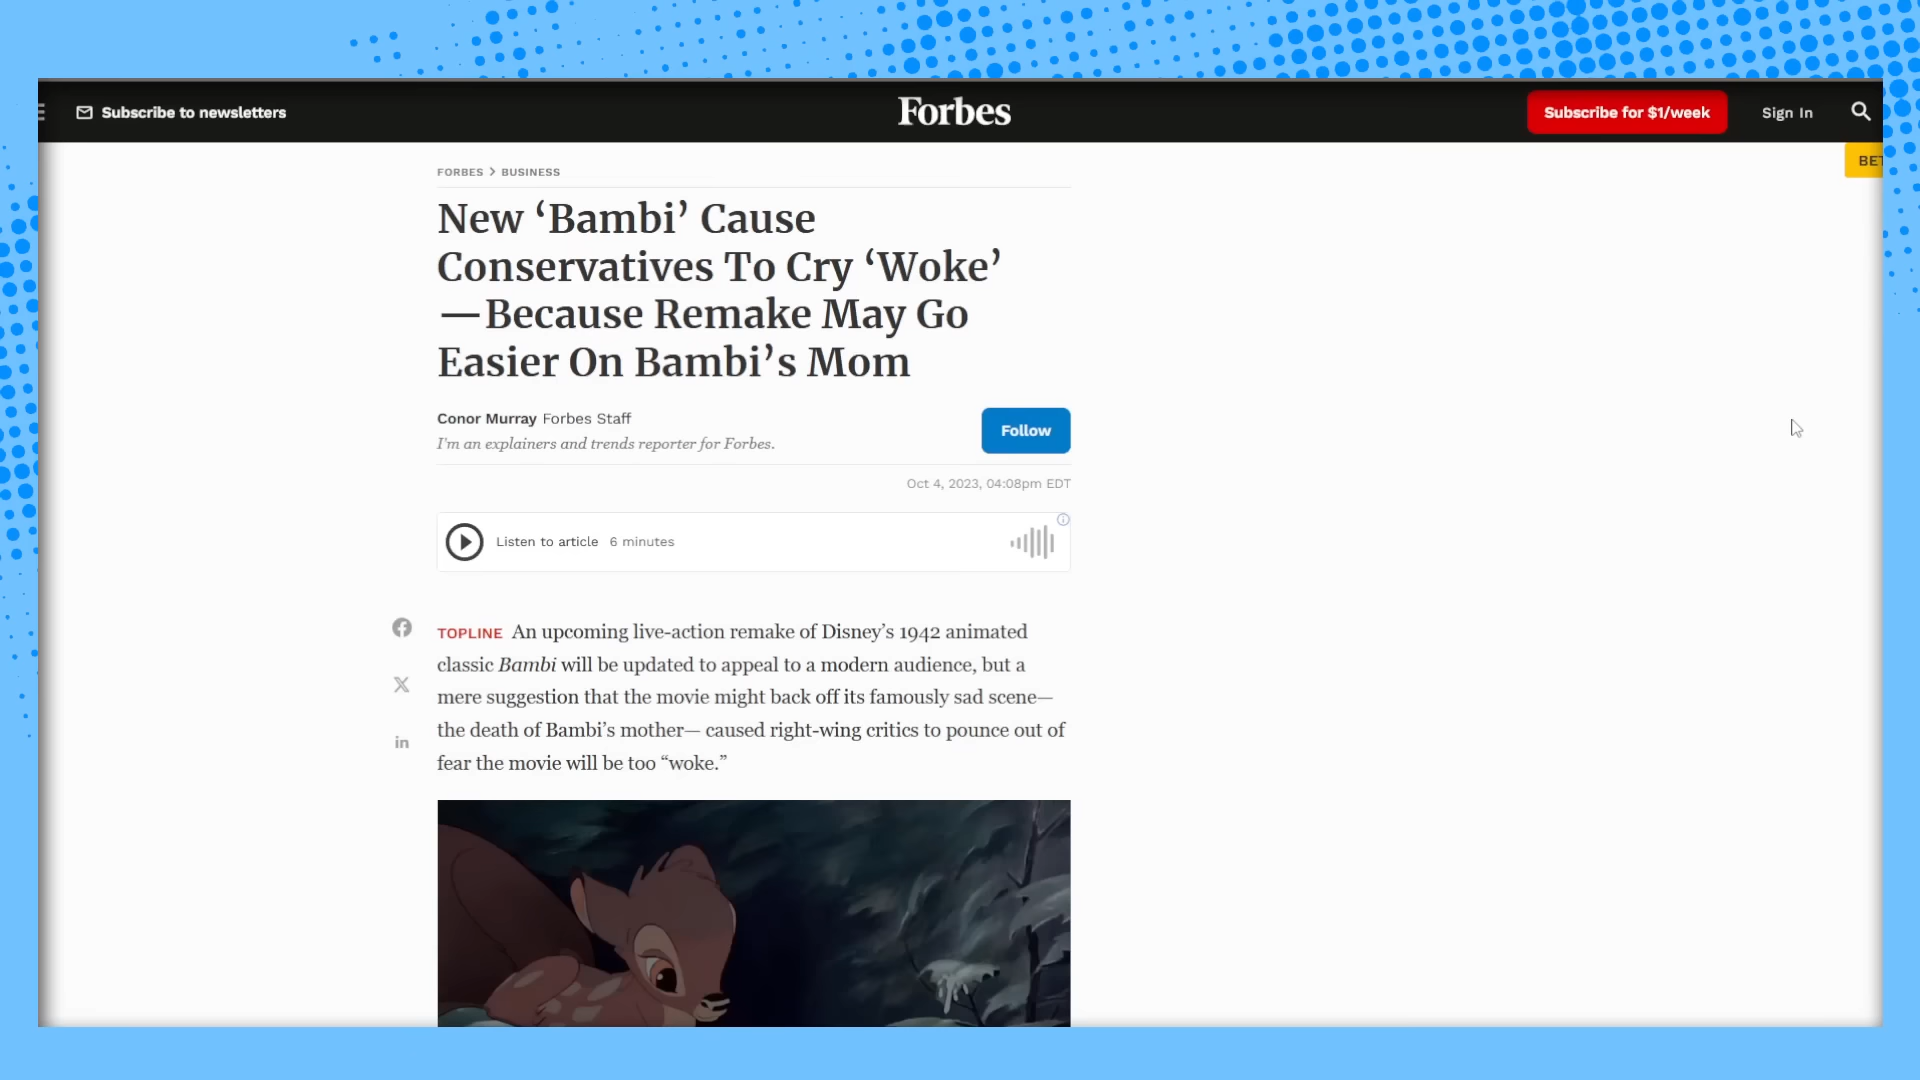 Subscribe to newsletters
Forbes
Subscribe for $1/week
Sign In
FORBES > BUSINESS
New ‘Bambi’ Cause
Conservatives To Cry ‘Woke’
—Because Remake May Go
Easier On Bambi’s Mom
Conor Murray Forbes Staff
I'm an explainers and trends reporter for Forbes.
Follow
Oct 4, 2023, 04:08pm EDT
Listen to article 6 minutes
TOPLINE An upcoming live-action remake of Disney’s 1942 animated
classic Bambi will be updated to appeal to a modern audience, but a
mere suggestion that the movie might back off its famously sad scene—
the death of Bambi’s mother— caused right-wing critics to pounce out of
fear the movie will be too “woke.”